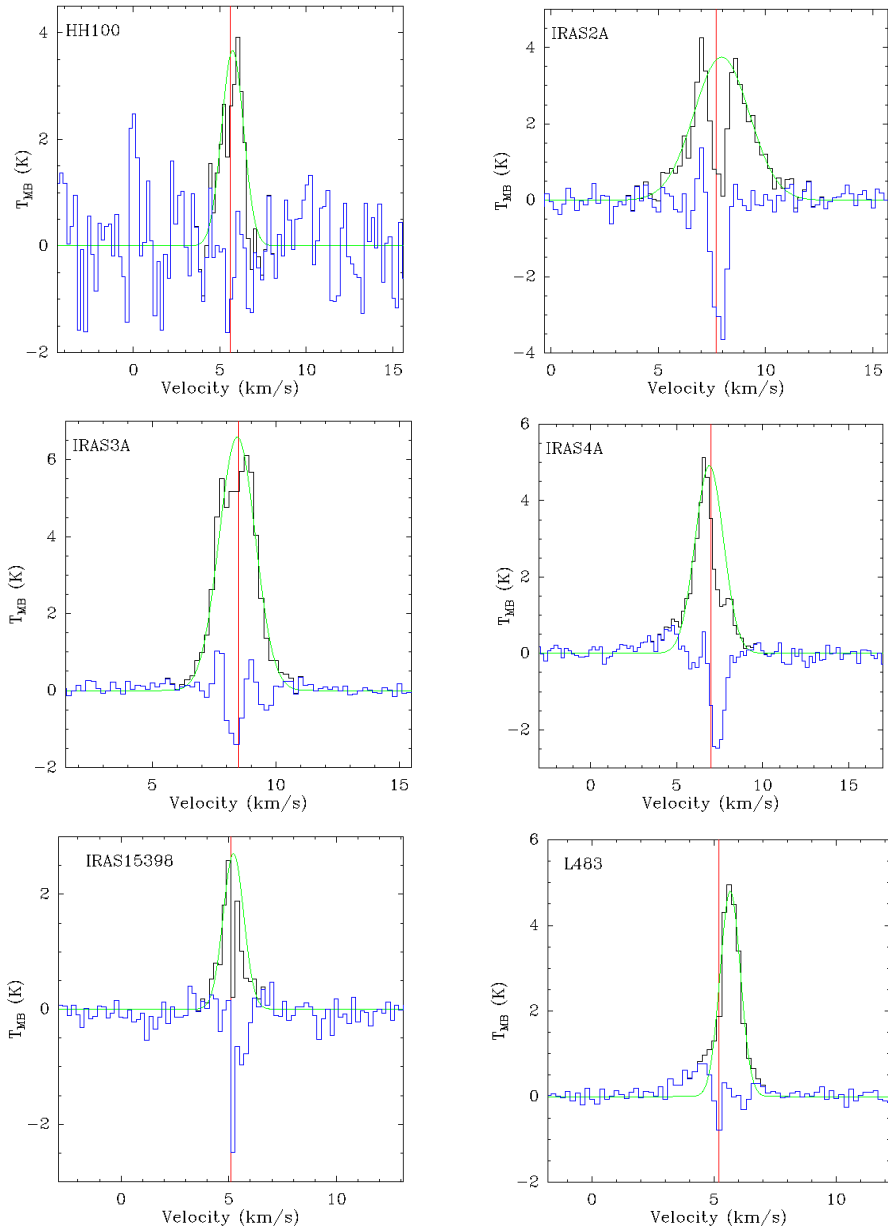 HH100
T_MB (K)
4
2
0
−2
0
5
10
15
Velocity (km/s)
IRAS2A
T_MB (K)
4
2
0
−2
−4
0
5
10
15
Velocity (km/s)
IRAS3A
T_MB (K)
6
4
2
0
−2
5
10
15
Velocity (km/s)
IRAS4A
T_MB (K)
6
4
2
0
−2
0
5
10
15
Velocity (km/s)
IRAS15398
T_MB (K)
2
0
−2
0
5
10
Velocity (km/s)
L483
T_MB (K)
6
4
2
0
−2
0
5
10
Velocity (km/s)